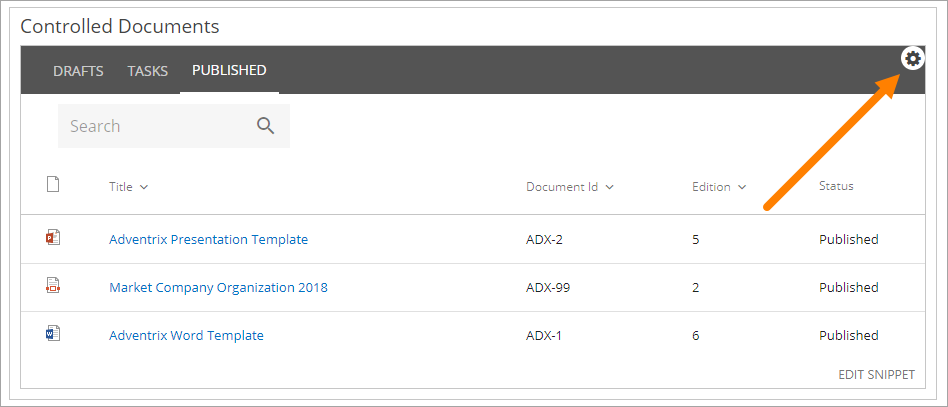 Controlled Documents
DRAFTS TASKS PUBLISHED
Search
Title Document Id Edition Status
Adventrix Presentation Template ADX-2 5 Published
Market Company Organization 2018 ADX-99 2 Published
Adventrix Word Template ADX-1 6 Published
EDIT SNIPPET